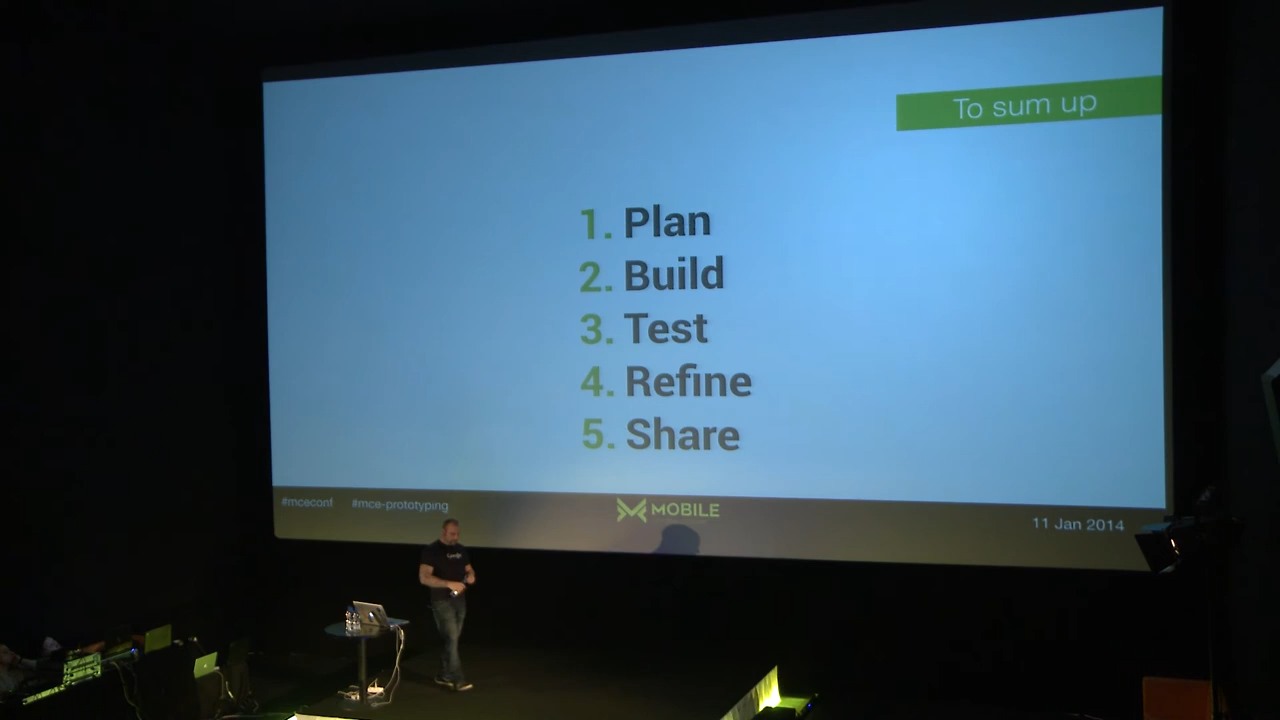 To sum up
1. Plan
2. Build
3. Test
4. Refine
5. Share
#mceconf #mce-prototyping
MOBILE
11 Jan 2014